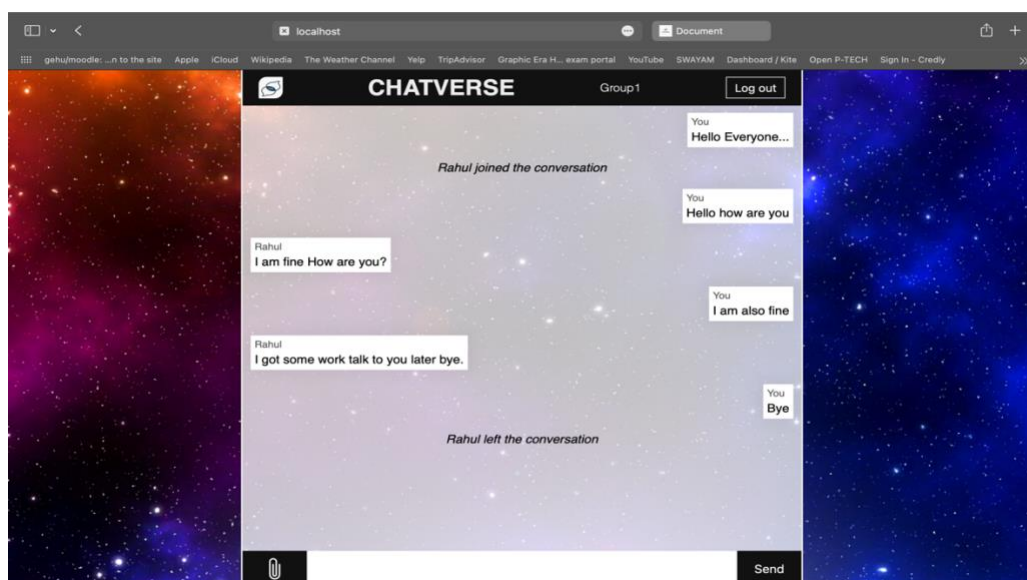 localhost
Document
gehu/moodle: ...n to the site Apple iCloud Wikipedia The Weather Channel Yelp TripAdvisor Graphic Era H... exam portal YouTube SWAYAM Dashboard / Kite Open P-TECH Sign In - Credly
CHATVERSE Group1 Log out
You
Hello Everyone...
Rahul joined the conversation
You
Hello how are you
Rahul
I am fine How are you?
You
I am also fine
Rahul
I got some work talk to you later bye.
You
Bye
Rahul left the conversation
Send